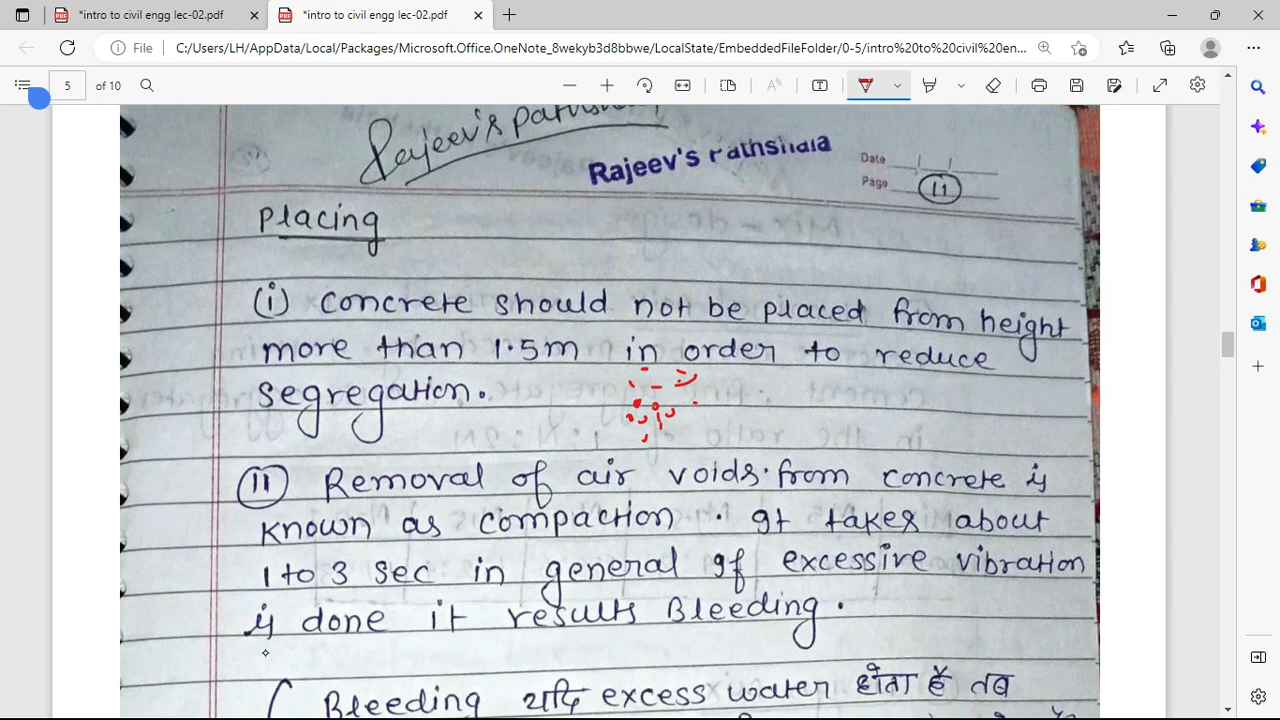 *intro to civil engg lec-02.pdf
*intro to civil engg lec-02.pdf
File
C:/Users/LH/AppData/Local/Packages/Microsoft.Office.OneNote_8wekyb3d8bbwe/LocalState/EmbeddedFileFolder/0-5/intro%20to%20civil%20en...
5 of 10
Rajeev's
Rajeev's Pathshala
Date
Page 11
Placing
(i) Concrete should not be placed from height
more than 1.5m in order to reduce
segregation.
(II) Removal of air voids from concrete is
known as compaction. It takes about
1 to 3 sec in general if excessive vibration
is done it results Bleeding.
Bleeding यदि excess water होता है तब